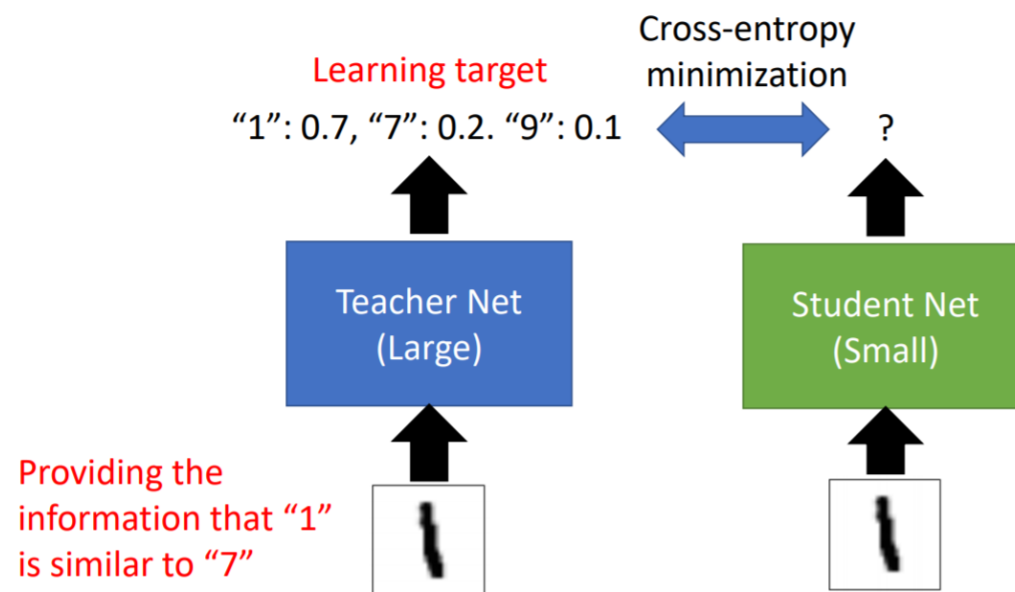 Cross-entropy
minimization
Learning target
“1”: 0.7, “7”: 0.2. “9”: 0.1
?
Teacher Net
(Large)
Student Net
(Small)
Providing the
information that “1”
is similar to “7”